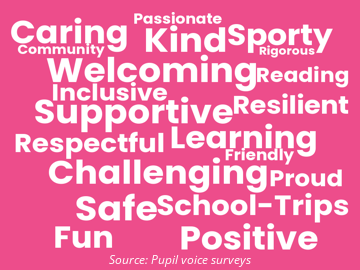 Passionate
Caring Kind Sporty
Community Rigorous
Welcoming Reading
Inclusive
Supportive Resilient
Respectful Learning
Friendly
Challenging Proud
Safe School-Trips
Fun Positive
Source: Pupil voice surveys